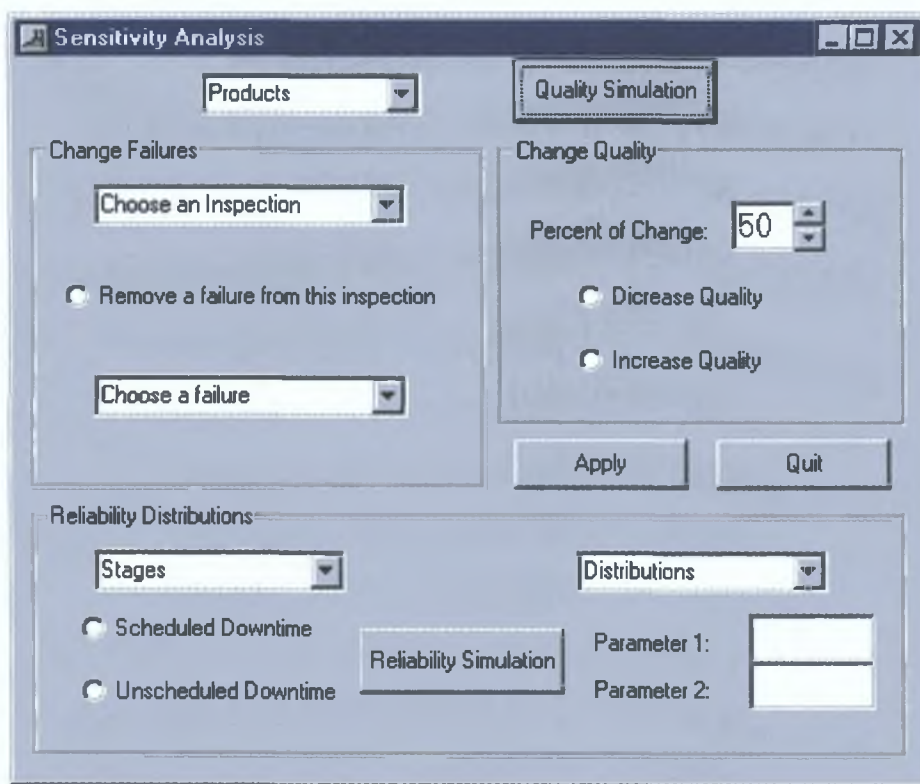 Sensitivity Analysis
Products
Quality Simulation
Change Failures
Choose an Inspection
Remove a failure from this inspection
Choose a failure
Change Quality
Percent of Change: 50
Dicrease Quality
Increase Quality
Apply
Quit
Reliability Distributions
Stages
Distributions
Scheduled Downtime
Unscheduled Downtime
Reliability Simulation
Parameter 1:
Parameter 2: